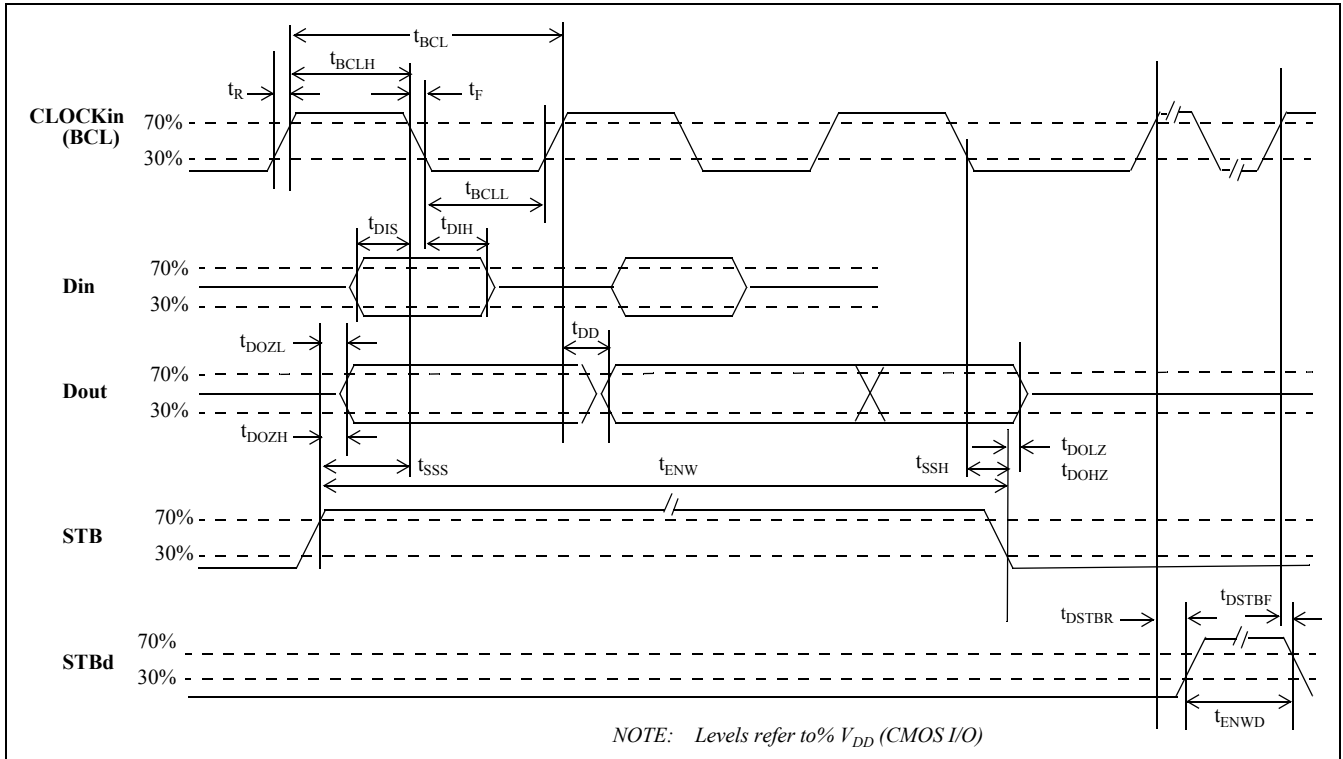 tBCL
tBCLH
tR
tF
CLOCKin
(BCL)
70%
30%
tBCLL
tDIS
tDIH
70%
Din
30%
tDOZL
tDD
70%
Dout
30%
tDOZH
tSSS
tENW
tSSH
tDOLZ
tDOHZ
70%
STB
30%
tDSTBR
tDSTBF
70%
STBd
30%
tENWD
NOTE: Levels refer to% VDD (CMOS I/O)